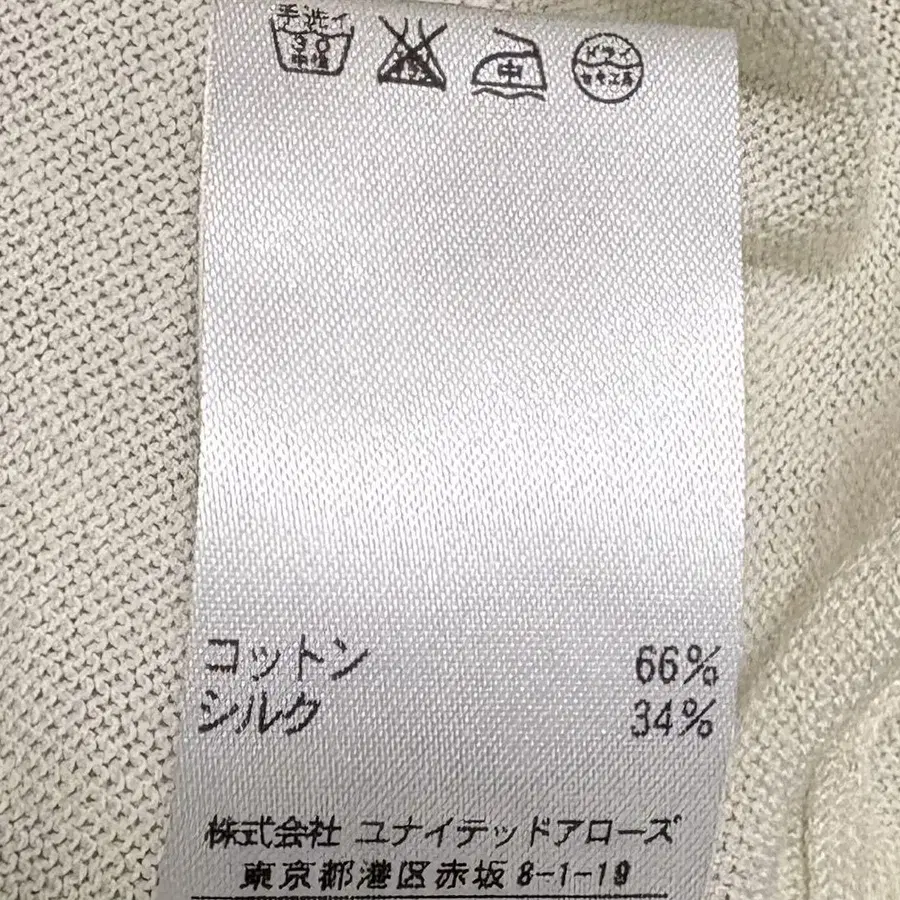 手洗イ
30
中性
中
ドライ
セキユ系
コットン 66%
シルク 34%
株式会社 ユナイテッドアローズ
東京都港区赤坂 8-1-19